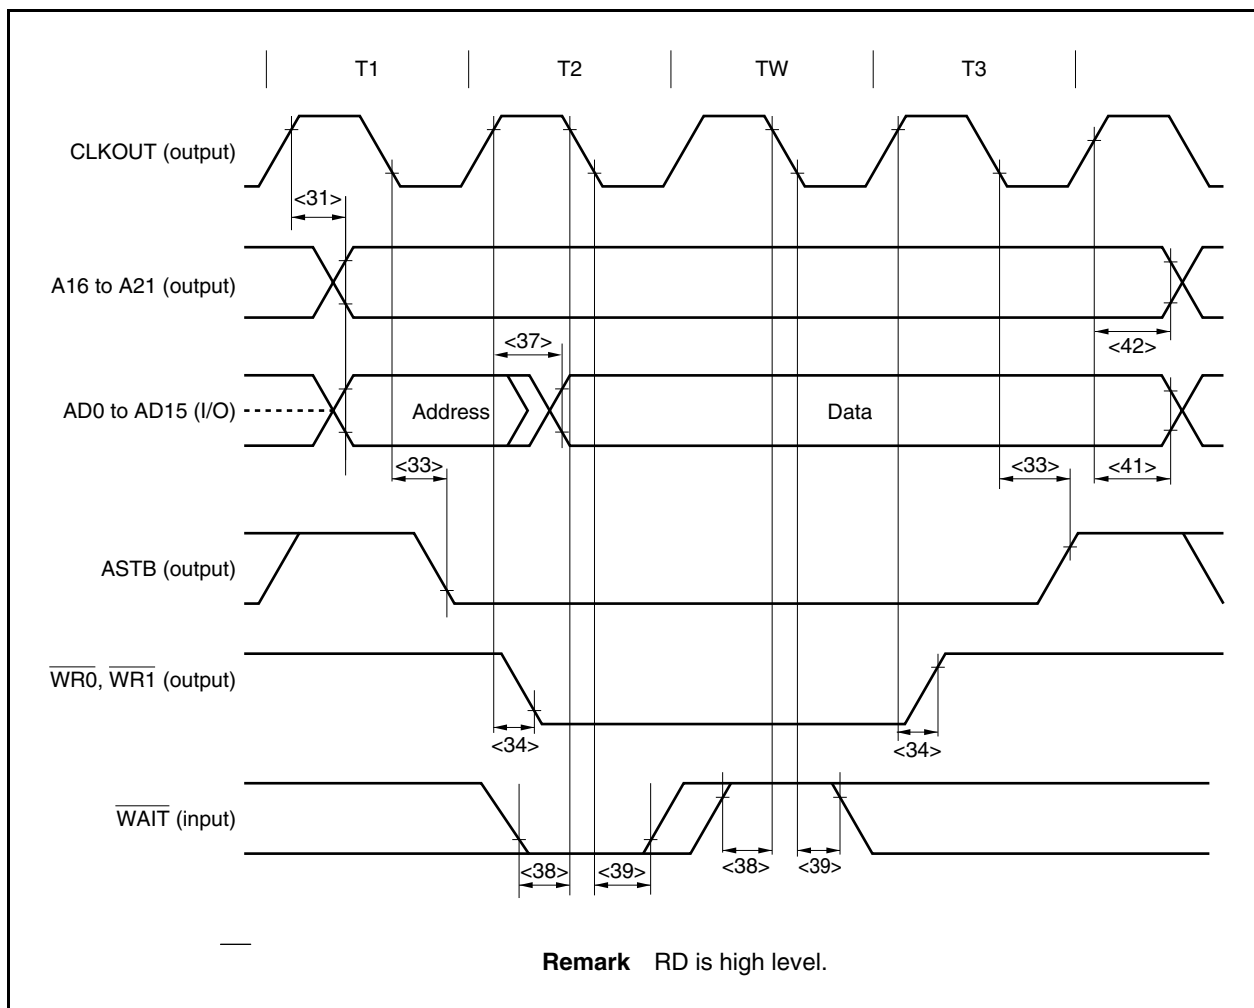 T1 T2 TW T3
CLKOUT (output)
<31>
A16 to A21 (output)
<37>
<42>
AD0 to AD15 (I/O)
Address
Data
<33>
<33>
<41>
ASTB (output)
WR0, WR1 (output)
<34>
<34>
WAIT (input)
<38>
<39>
<38>
<39>
Remark RD is high level.